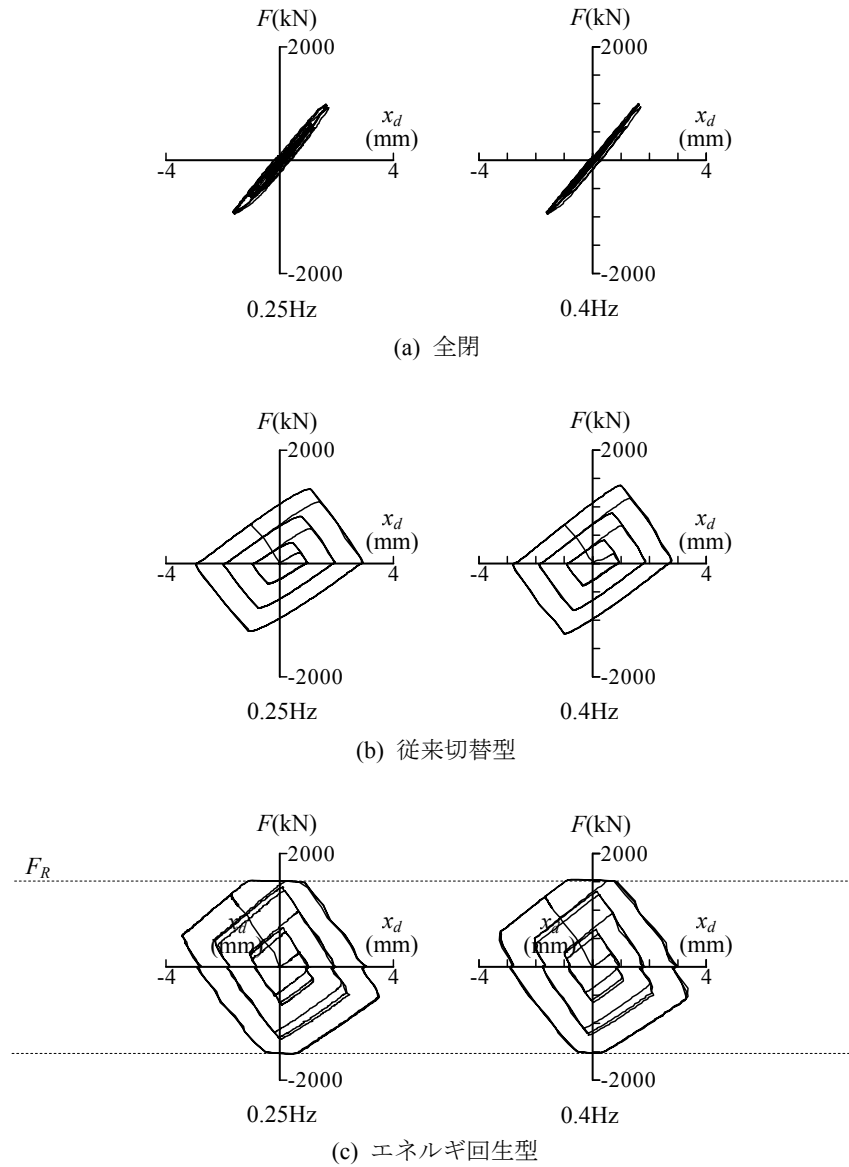 F(kN) F(kN)
2000 2000
x_d x_d
(mm) (mm)
-4 4 -4 4
-2000 -2000
0.25Hz 0.4Hz
(a) 全閉
F(kN) F(kN)
2000 2000
x_d x_d
(mm) (mm)
-4 4 -4 4
-2000 -2000
0.25Hz 0.4Hz
(b) 従来切替型
F(kN) F(kN)
2000 2000
F_R
x_d x_d x_d x_d
(mm) (mm) (mm) (mm)
-4 4 -4 4
-2000 -2000
0.25Hz 0.4Hz
(c) エネルギ回生型